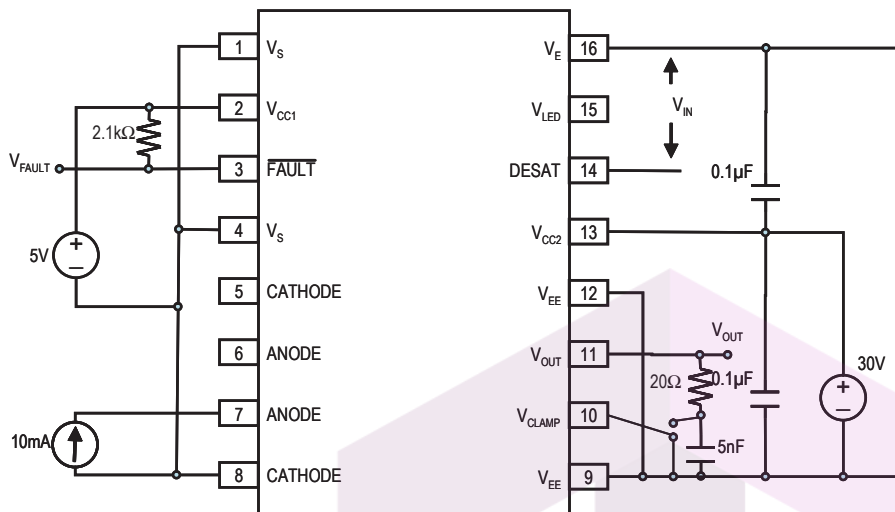 1 V_S
2 V_CC1
3 FAULT
4 V_S
5 CATHODE
6 ANODE
7 ANODE
8 CATHODE
V_E 16
V_LED 15
DESAT 14
V_CC2 13
V_EE 12
V_OUT 11
V_CLAMP 10
V_EE 9
2.1kΩ
V_FAULT
5V
+
–
10mA
V_IN
0.1µF
V_OUT
20Ω
0.1µF
5nF
30V
+
–